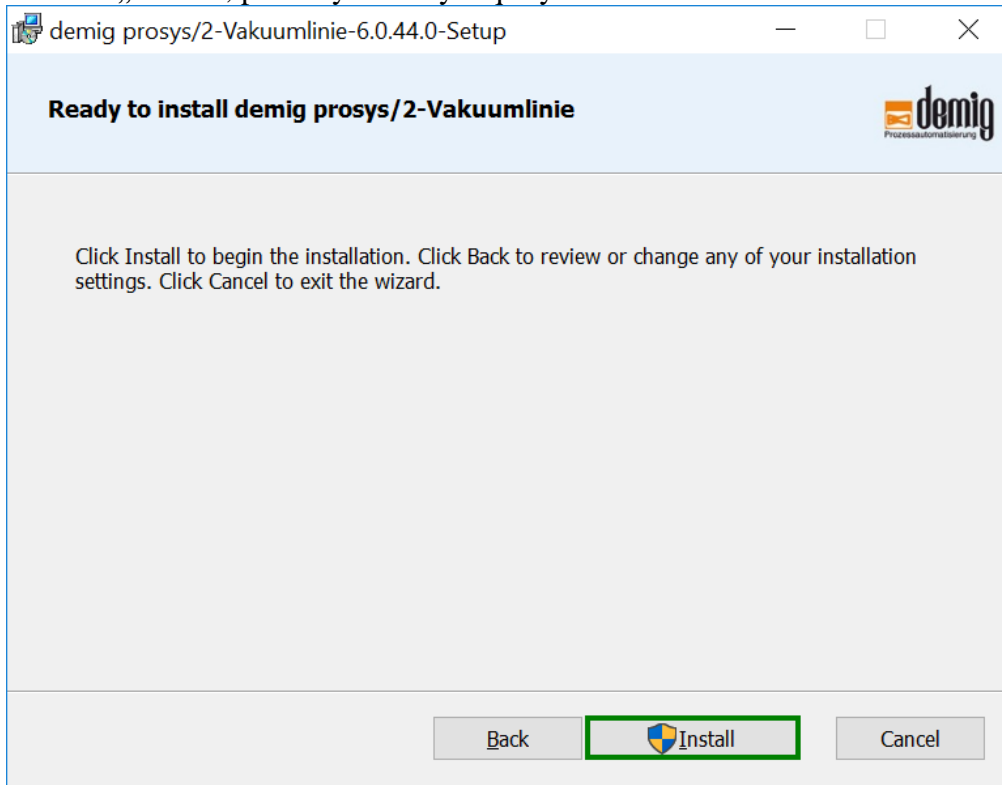 demig prosys/2-Vakuumlinie-6.0.44.0-Setup
Ready to install demig prosys/2-Vakuumlinie
demig
Prozessautomatisierung
Click Install to begin the installation. Click Back to review or change any of your installation
settings. Click Cancel to exit the wizard.
Back
Install
Cancel